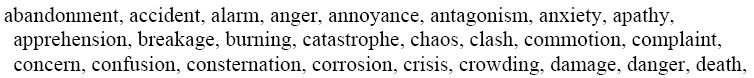 abandonment, accident, alarm, anger, annoyance, antagonism, anxiety, apathy,
apprehension, breakage, burning, catastrophe, chaos, clash, commotion, complaint,
concern, confusion, consternation, corrosion, crisis, crowding, damage, danger, death,